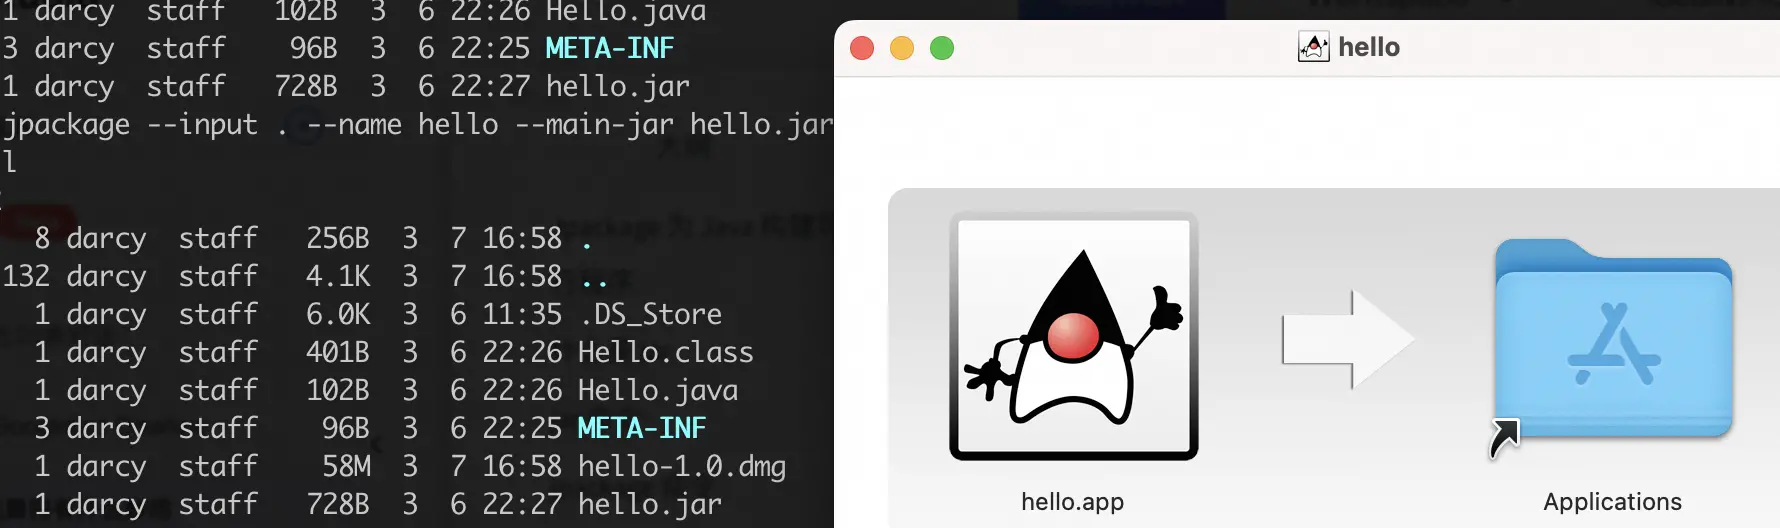 1 darcy  staff   102B  3  6 22:26 Hello.java
3 darcy  staff    96B  3  6 22:25 META-INF
1 darcy  staff   728B  3  6 22:27 hello.jar
jpackage --input . --name hello --main-jar hello.jar
l
8 darcy  staff   256B  3  7 16:58 .
132 darcy  staff   4.1K  3  7 16:58 ..
1 darcy  staff   6.0K  3  6 11:35 .DS_Store
1 darcy  staff   401B  3  6 22:26 Hello.class
1 darcy  staff   102B  3  6 22:26 Hello.java
3 darcy  staff    96B  3  6 22:25 META-INF
1 darcy  staff    58M  3  7 16:58 hello-1.0.dmg
1 darcy  staff   728B  3  6 22:27 hello.jar
hello
hello.app
Applications